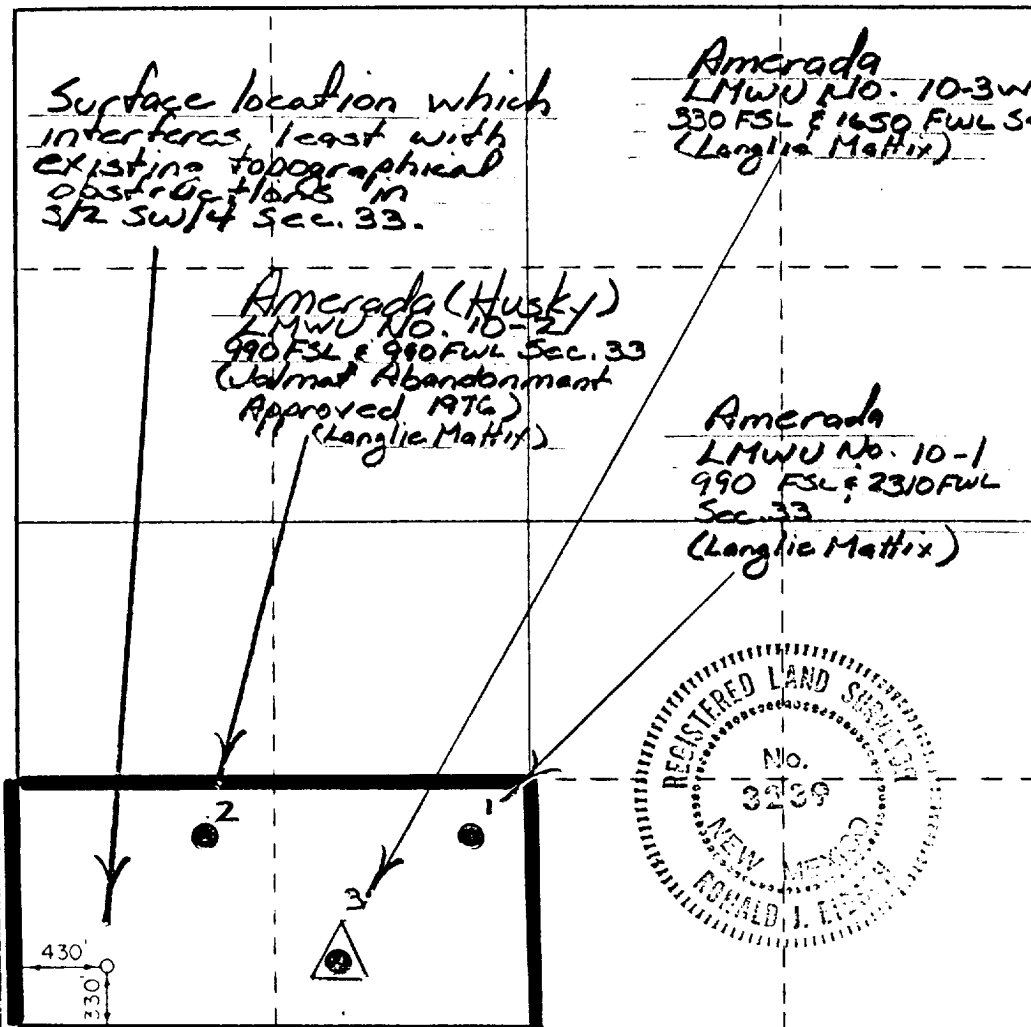 Surface location which
interferes least with
existing topographical
obstructions in
S/2 SW/4 Sec. 33.
Amerada
LMWU No. 10-3W
330 FSL & 1650 FWL
(Langlie Mattix)
Amerada (Husky)
LMWU No. 10-2
990 FSL & 990 FWL Sec. 33
(Jalmat Abandonment
Approved 1976)
(Langlie Mattix)
Amerada
LMWU No. 10-1
990 FSL & 2310 FWL
Sec. 33
(Langlie Mattix)
REGISTERED LAND SURVEYOR
No.
3239
NEW MEXICO
RONALD J.
2
1
3
430'
330'